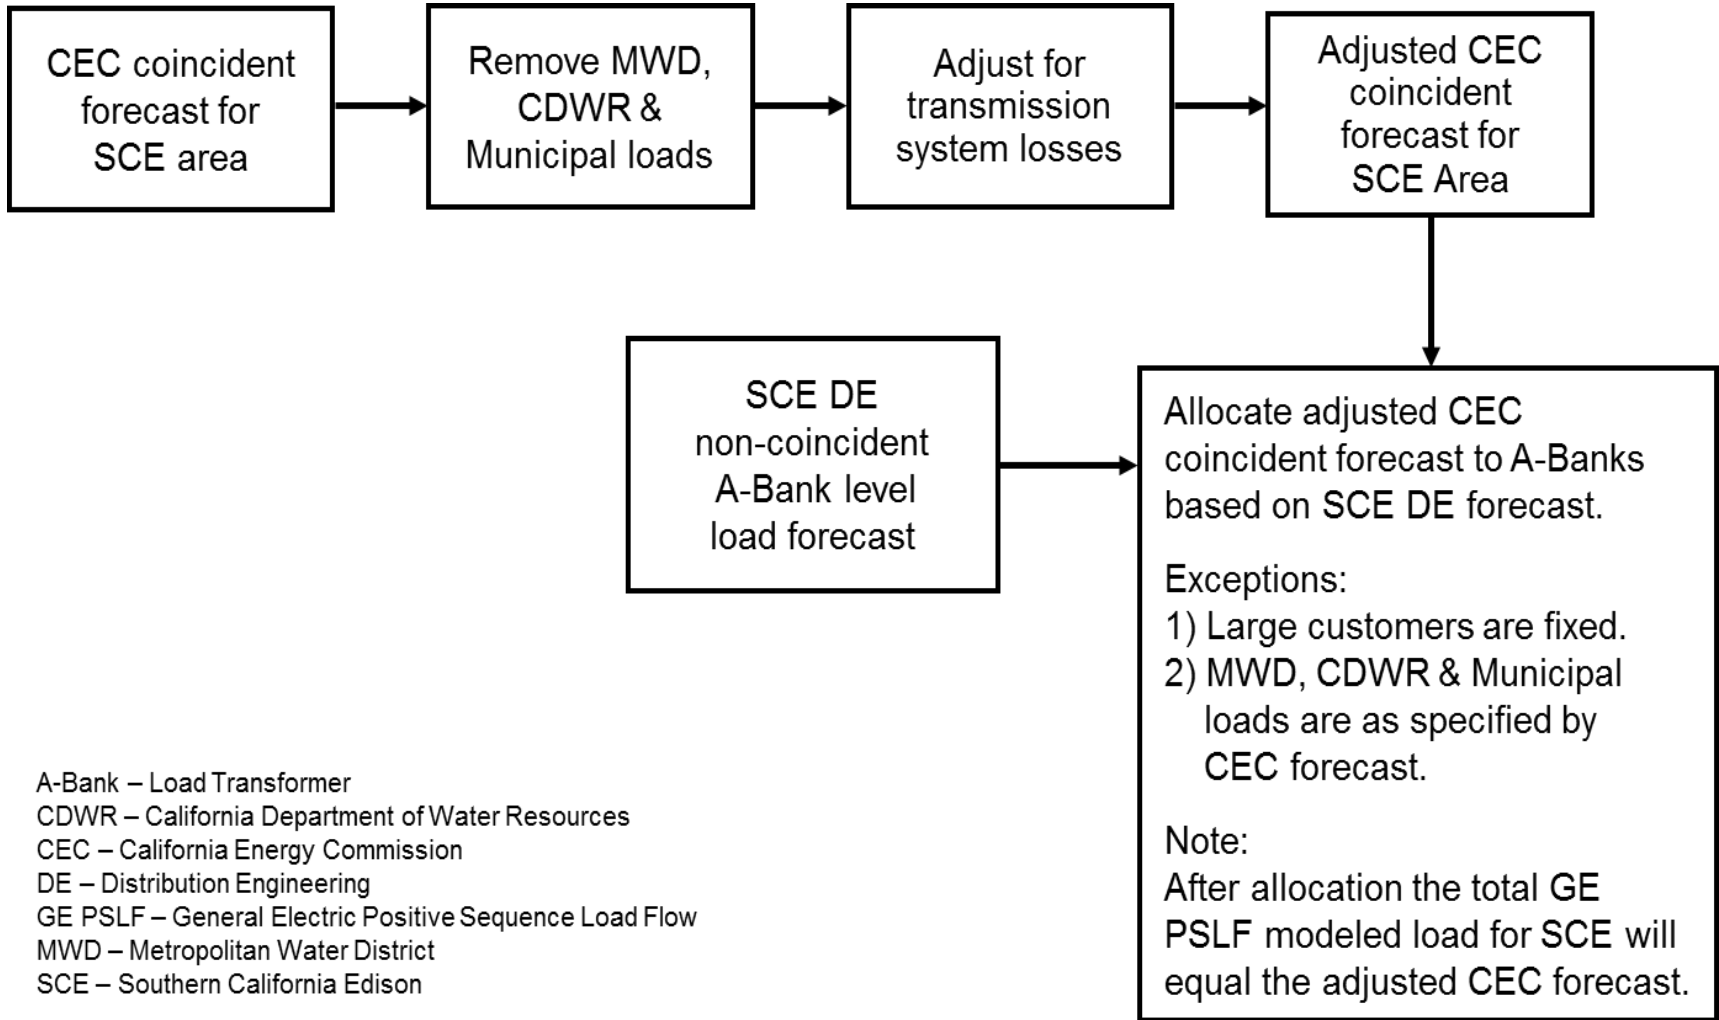 CEC coincident
forecast for
SCE area
Remove MWD,
CDWR &
Municipal loads
Adjust for
transmission
system losses
Adjusted CEC
coincident
forecast for
SCE Area
SCE DE
non-coincident
A-Bank level
load forecast
Allocate adjusted CEC
coincident forecast to A-Banks
based on SCE DE forecast.
Exceptions:
1) Large customers are fixed.
2) MWD, CDWR & Municipal
loads are as specified by
CEC forecast.
Note:
After allocation the total GE
PSLF modeled load for SCE will
equal the adjusted CEC forecast.
A-Bank – Load Transformer
CDWR – California Department of Water Resources
CEC – California Energy Commission
DE – Distribution Engineering
GE PSLF – General Electric Positive Sequence Load Flow
MWD – Metropolitan Water District
SCE – Southern California Edison